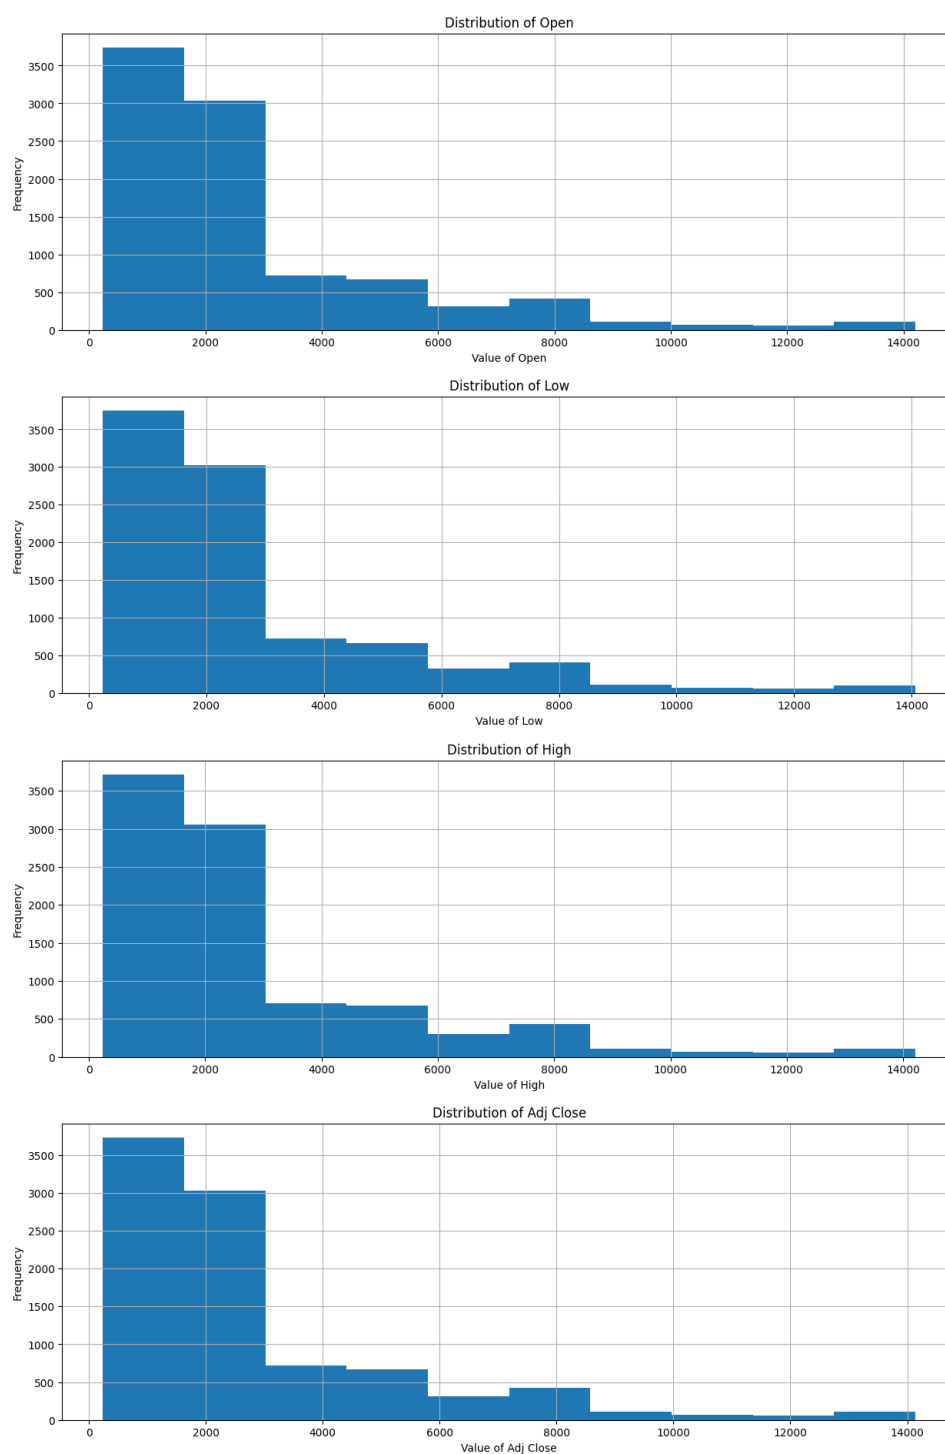 Distribution of Open
3500
3000
2500
2000
1500
1000
500
0
Frequency
0 2000 4000 6000 8000 10000 12000 14000
Value of Open
Distribution of Low
3500
3000
2500
2000
1500
1000
500
0
Frequency
0 2000 4000 6000 8000 10000 12000 14000
Value of Low
Distribution of High
3500
3000
2500
2000
1500
1000
500
0
Frequency
0 2000 4000 6000 8000 10000 12000 14000
Value of High
Distribution of Adj Close
3500
3000
2500
2000
1500
1000
500
0
Frequency
0 2000 4000 6000 8000 10000 12000 14000
Value of Adj Close